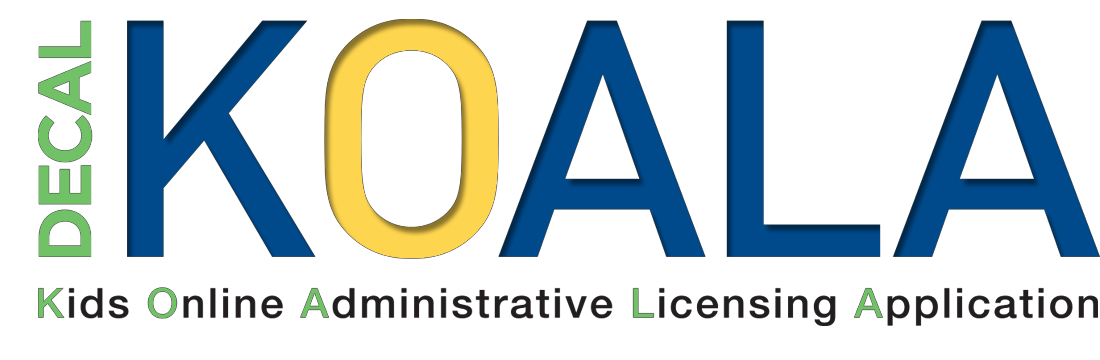 DECAL
KOALA
Kids Online Administrative Licensing Application